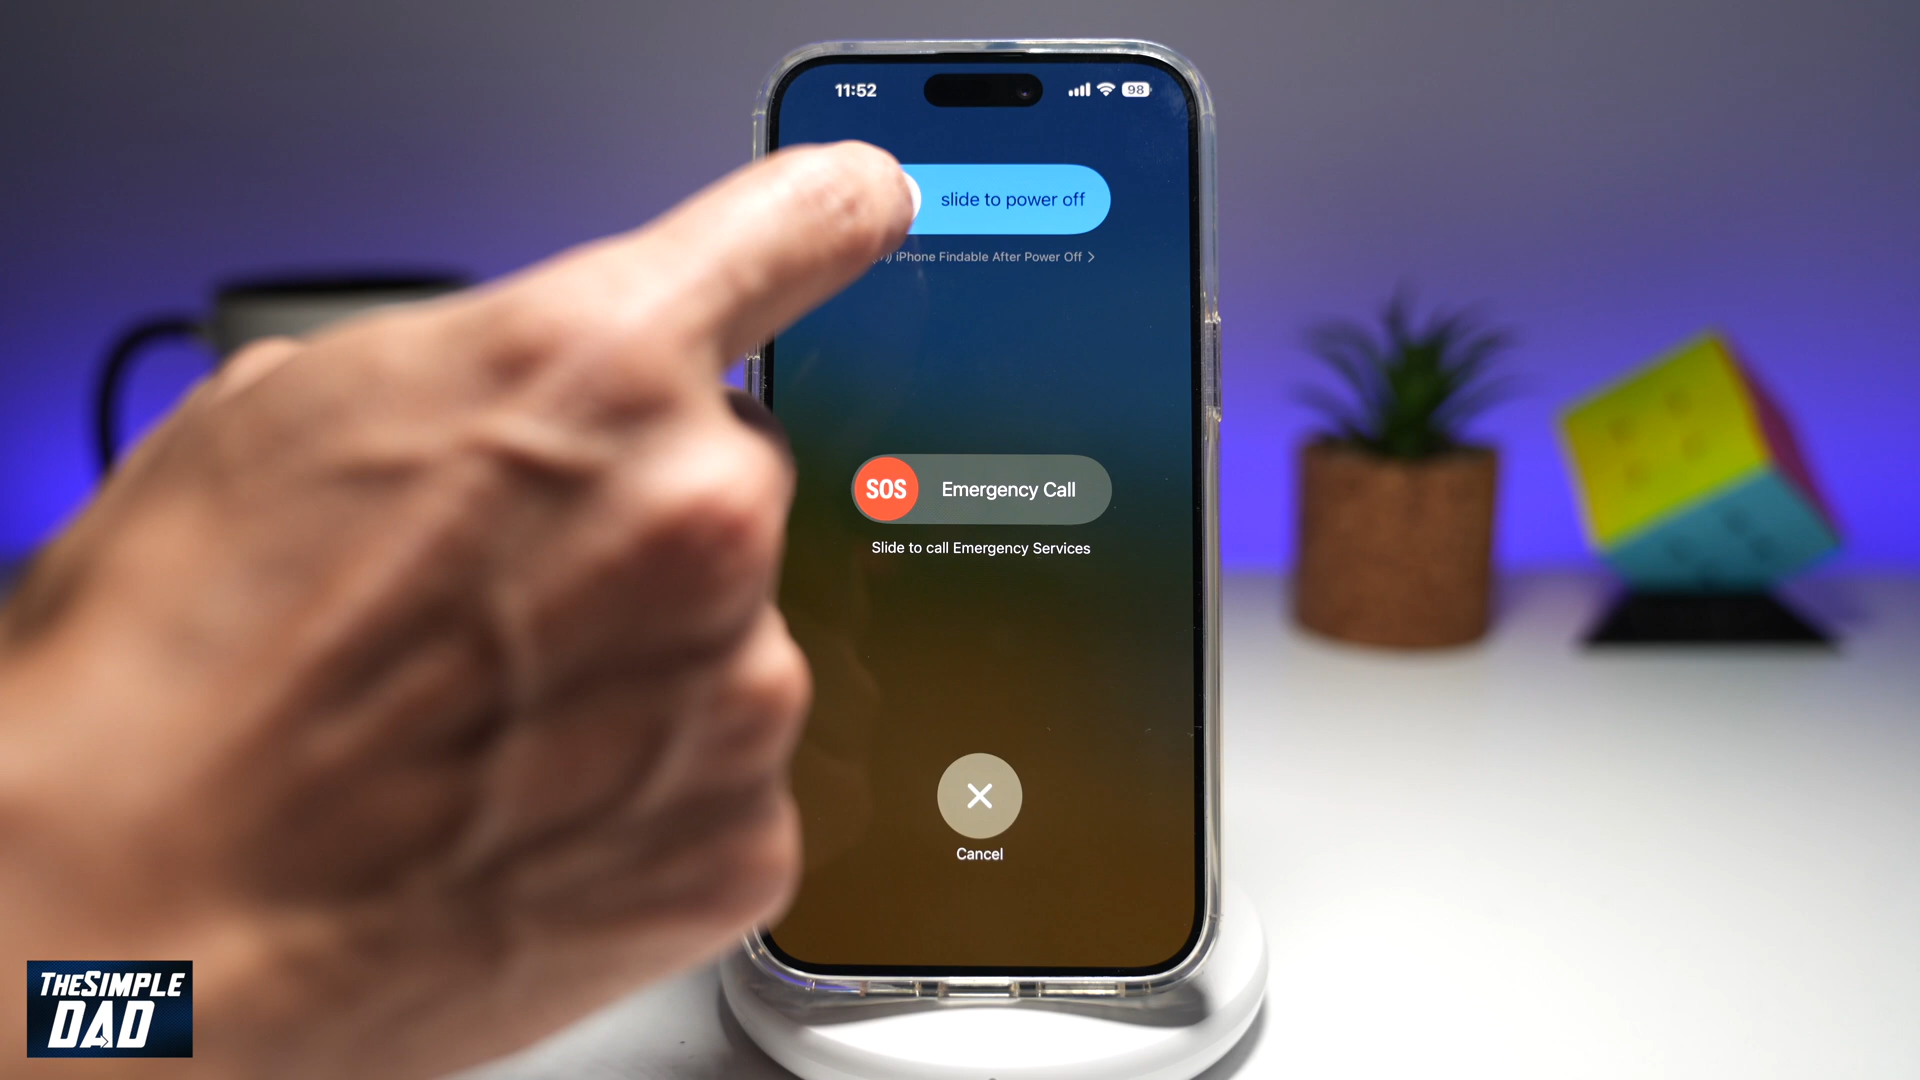 11:52
98
slide to power off
iPhone Findable After Power Off
SOS Emergency Call
Slide to call Emergency Services
Cancel
THESIMPLE
DAD